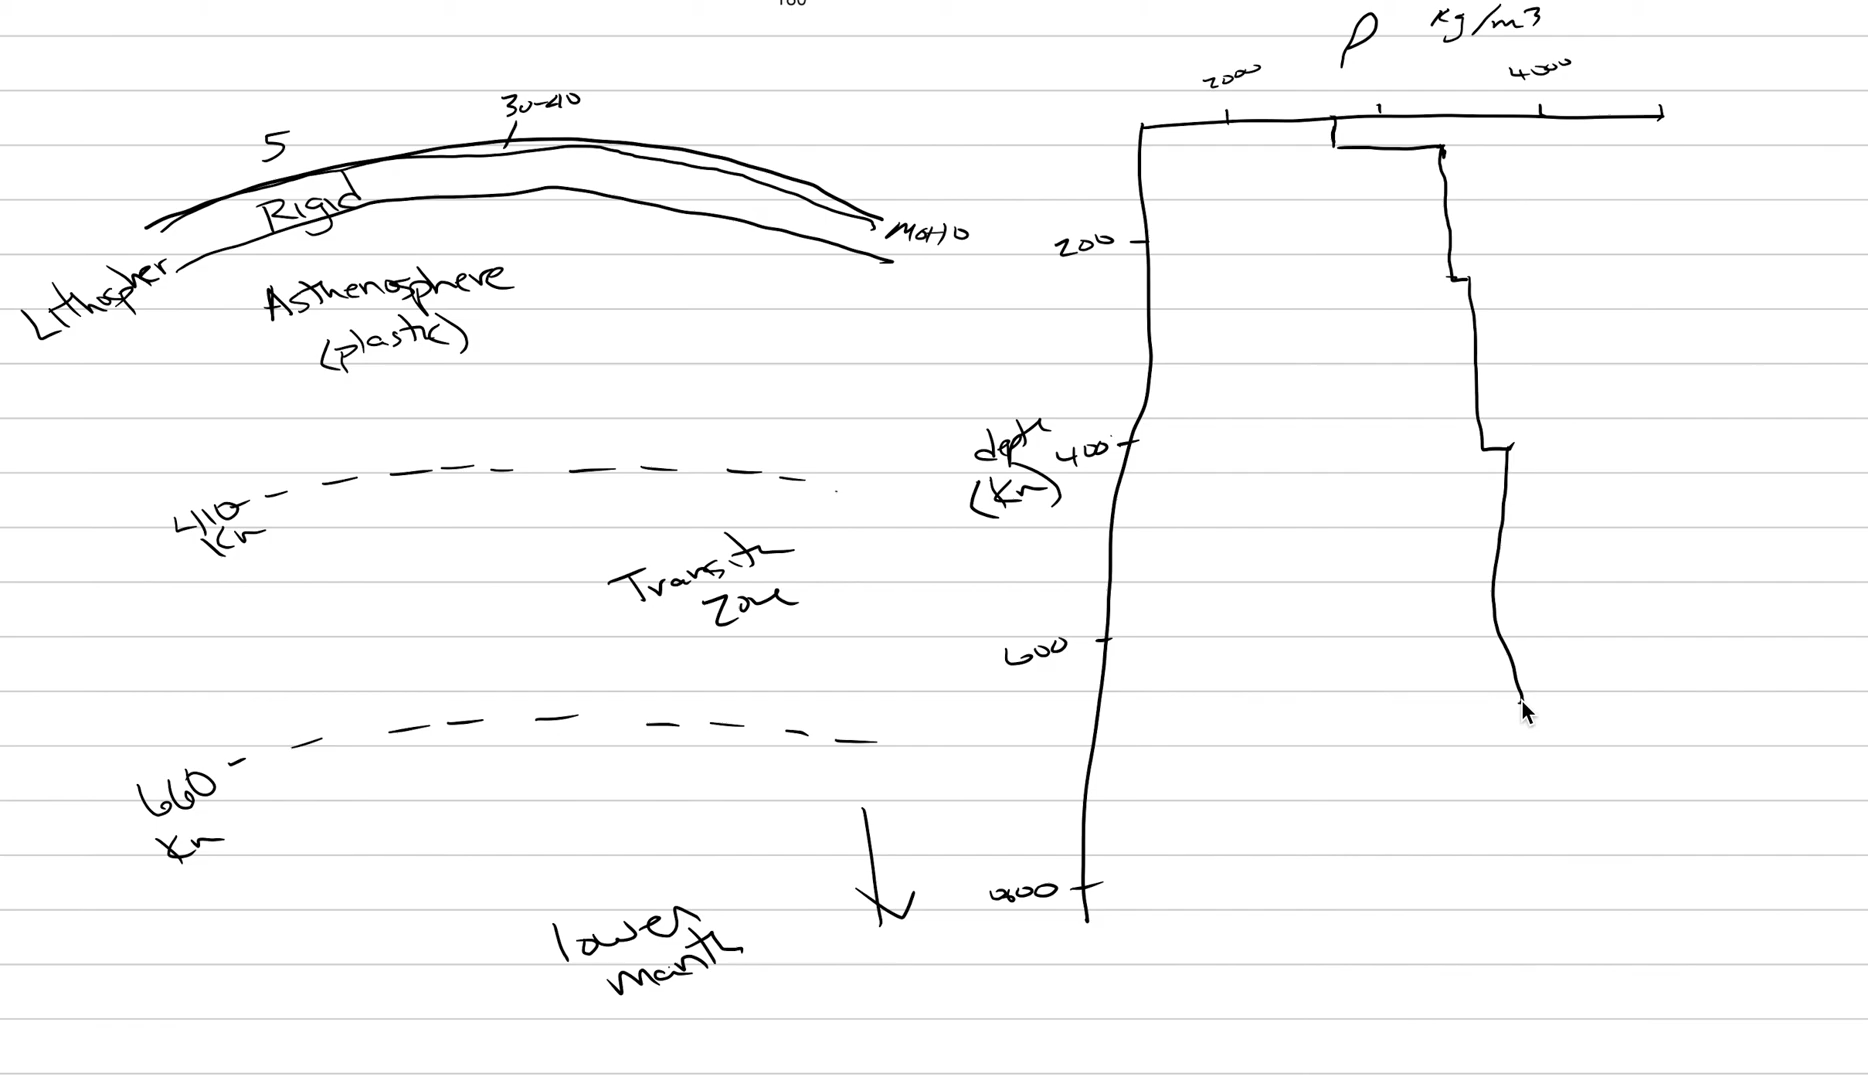 5
30-40
Rigid
MOHO
Lithospher
Asthenosphere
(plastic)
410
km
Transith
zone
660
km
lower
mantle
ρ kg/m3
2000
4000
200
depth
(km)
400
600
800